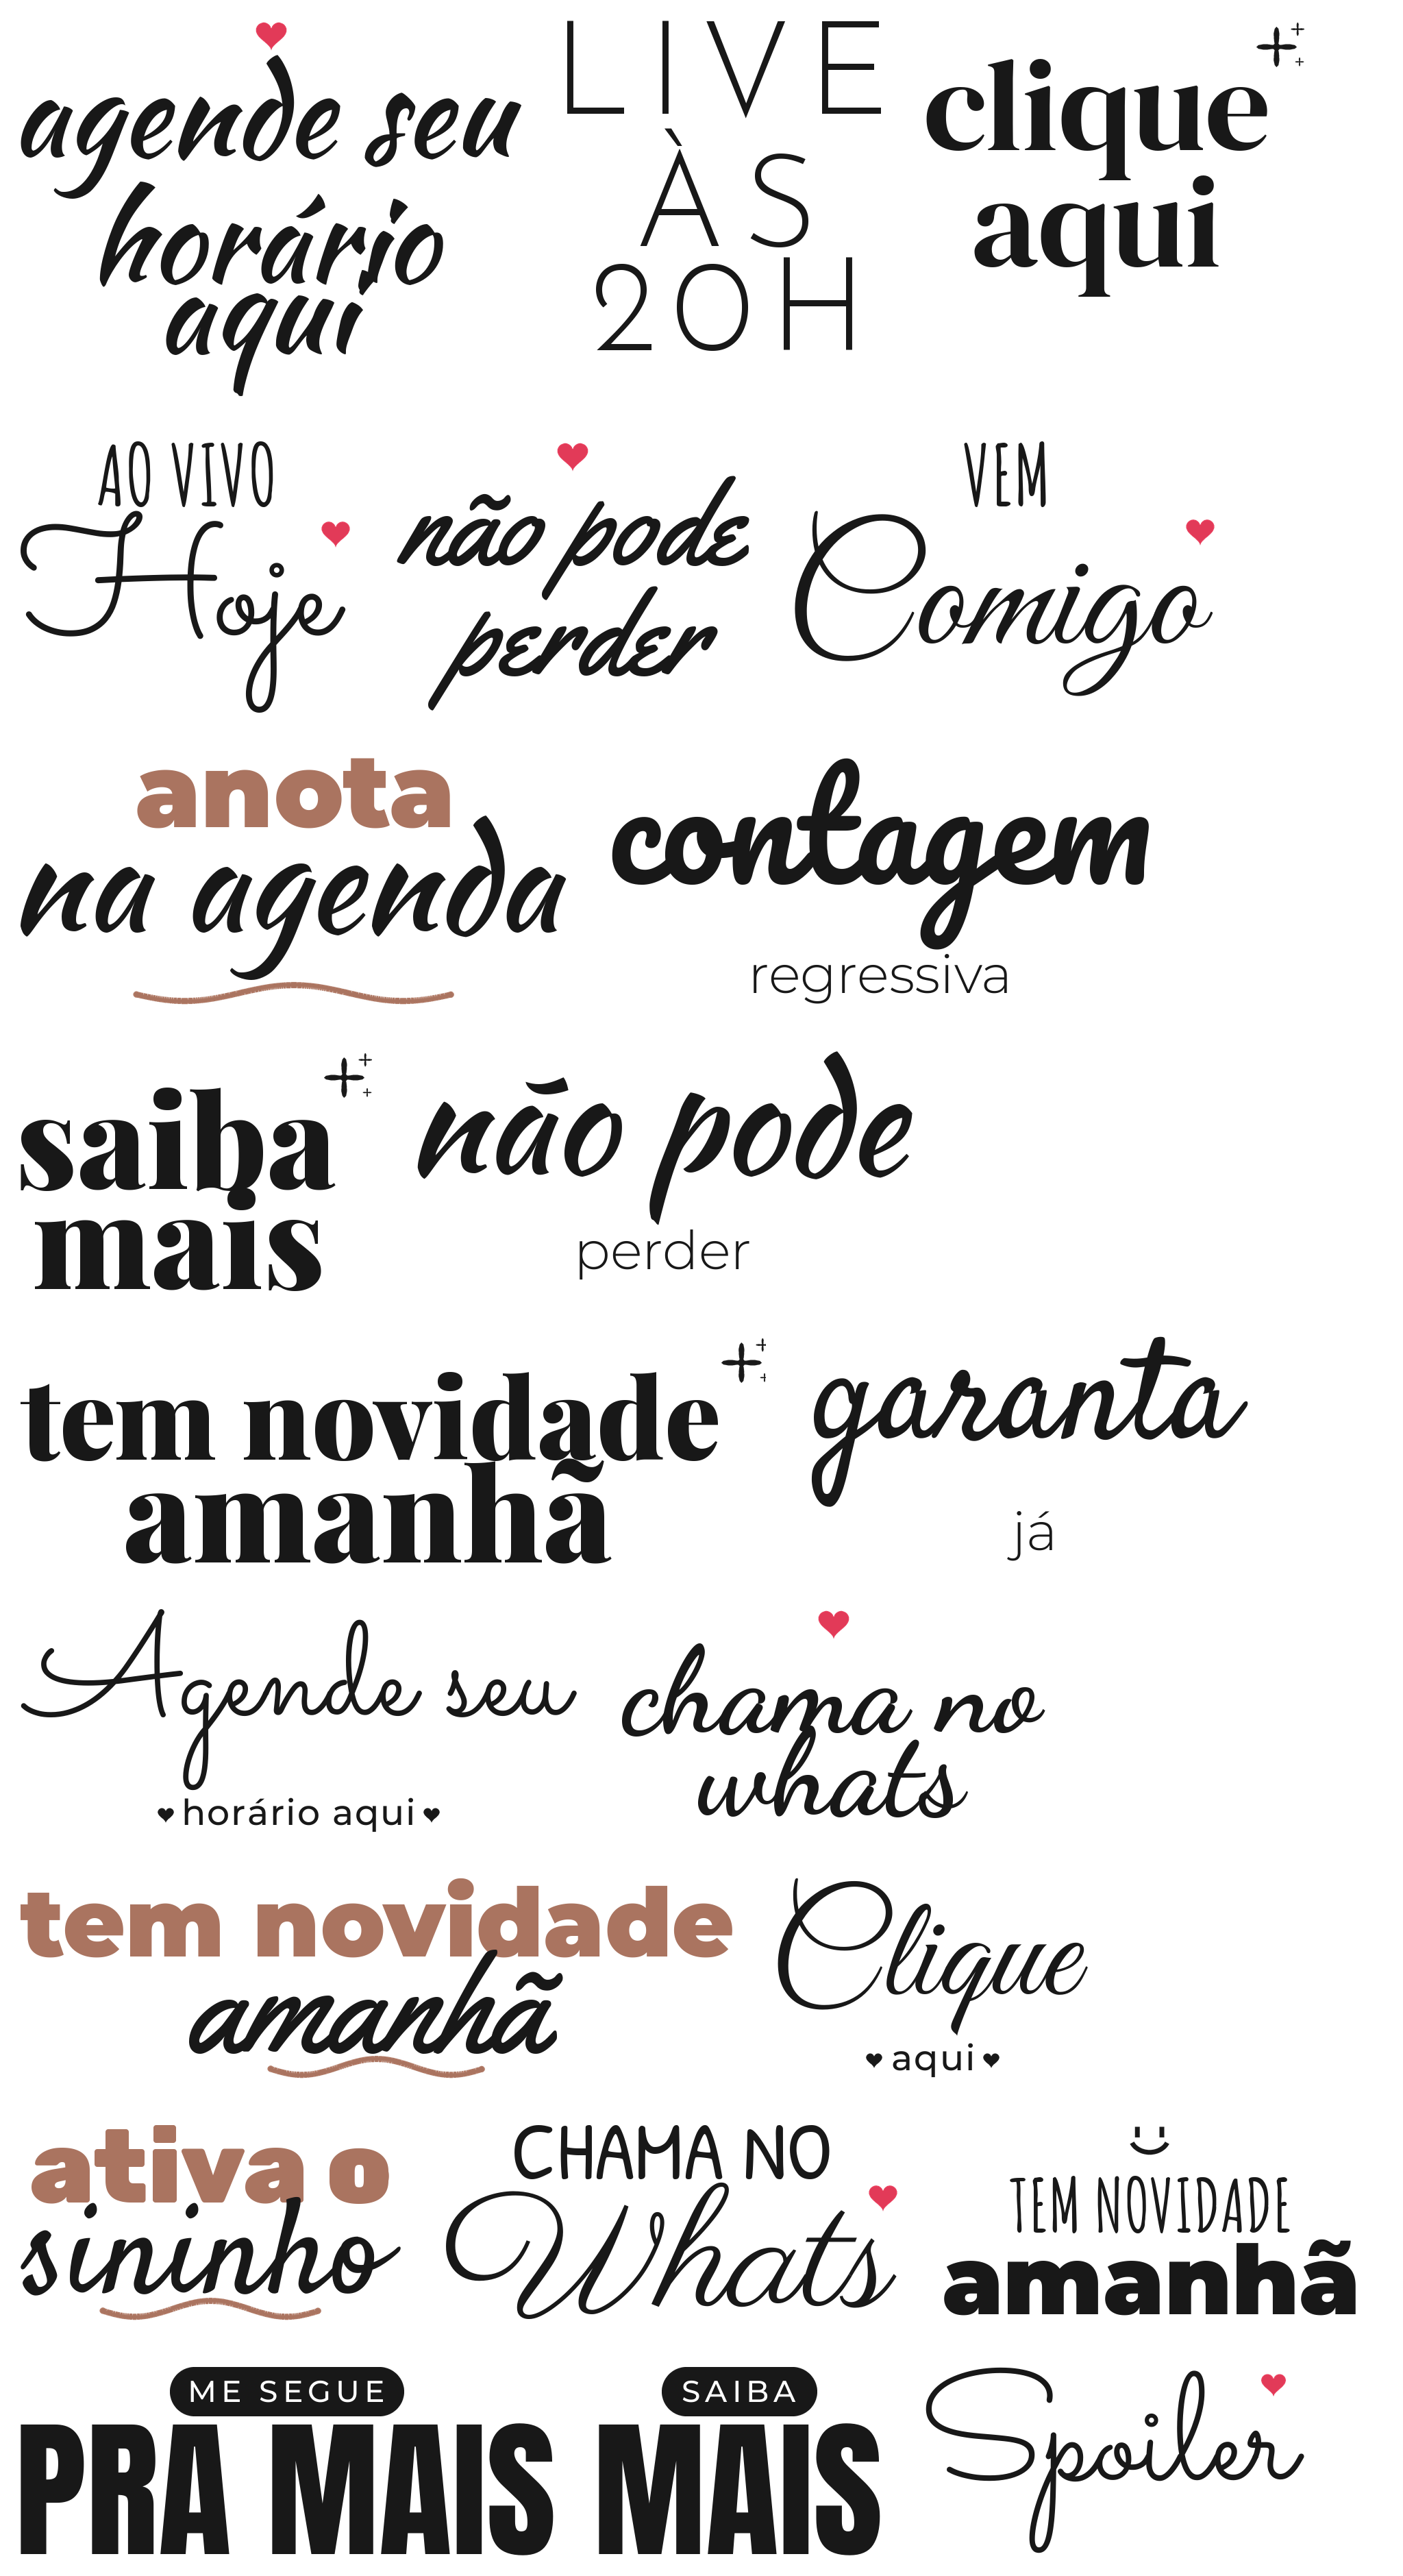 agende seu
horário
aqui
LIVE
ÀS
20H
clique
aqui
AO VIVO
Hoje
não pode
perder
VEM
Comigo
anota
na agenda
contagem
regressiva
saiba
mais
não pode
perder
tem novidade
amanhã
garanta
já
Agende seu
horário aqui
chama no
whats
tem novidade
amanhã
Clique
aqui
ativa o
sininho
CHAMA NO
Whats
TEM NOVIDADE
amanhã
ME SEGUE
PRA MAIS
SAIBA
MAIS
Spoiler